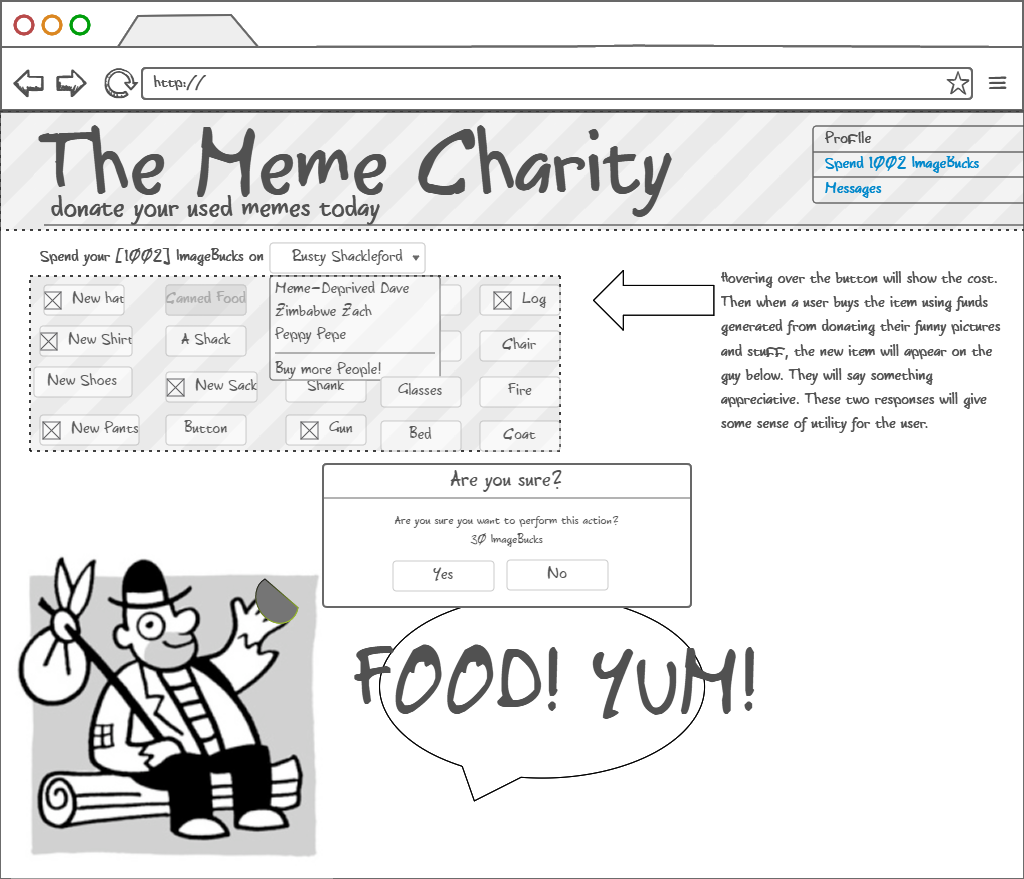 http://
The Meme Charity
donate your used memes today
Profile
Spend 1002 ImageBucks
Messages
Spend your [1002] ImageBucks on
Rusty Shackleford
Meme-Deprived Dave
Zimbabwe Zach
Peppy Pepe
Buy more People!
New hat
Canned Food
Log
New Shirt
A Shack
Chair
New Shoes
New Sack
Shank
Glasses
Fire
New Pants
Button
Gun
Bed
Coat
Hovering over the button will show the cost.
Then when a user buys the item using funds
generated from donating their funny pictures
and stuff, the new item will appear on the
guy below. They will say something
appreciative. These two responses will give
some sense of utility for the user.
Are you sure?
Are you sure you want to perform this action?
30 ImageBucks
Yes
No
FOOD! YUM!